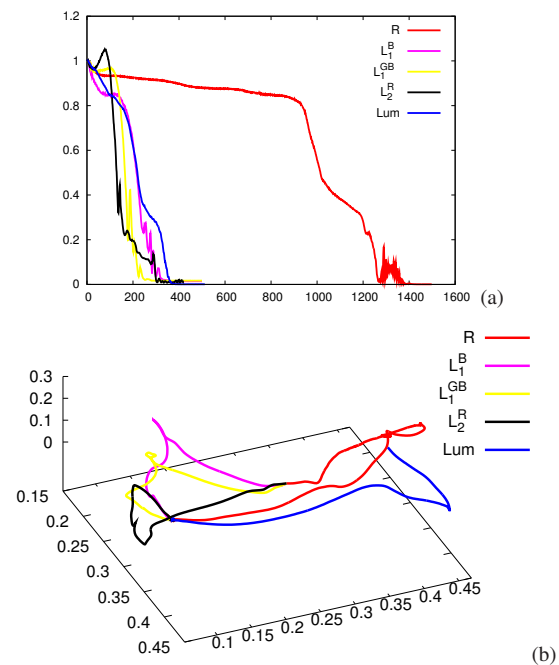 1.2
1
0.8
0.6
0.4
0.2
0
0 200 400 600 800 1000 1200 1400 1600
R
L₁ᴮ
L₁ᴳᴮ
L₂ᴿ
Lum
(a)
R
L₁ᴮ
L₁ᴳᴮ
L₂ᴿ
Lum
0.3
0.2
0.1
0
0.15
0.2
0.25
0.3
0.35
0.4
0.45
0.1 0.15 0.2 0.25 0.3 0.35 0.4 0.45
(b)